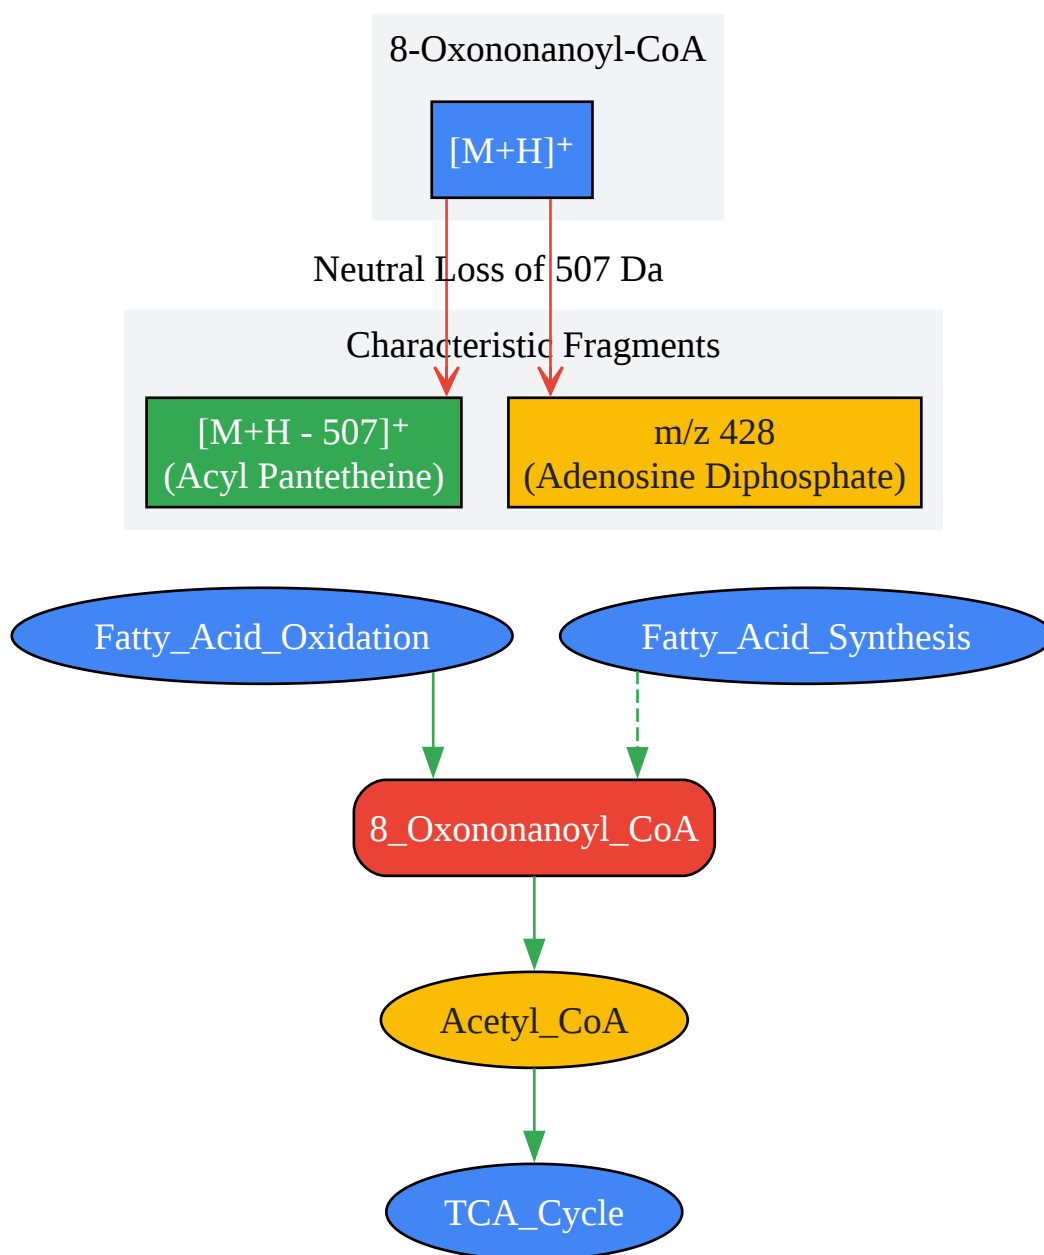 8-Oxononanoyl-CoA
[M+H]⁺
Neutral Loss of 507 Da
Characteristic Fragments
[M+H - 507]⁺
(Acyl Pantetheine)
m/z 428
(Adenosine Diphosphate)
Fatty_Acid_Oxidation
Fatty_Acid_Synthesis
8_Oxononanoyl_CoA
Acetyl_CoA
TCA_Cycle